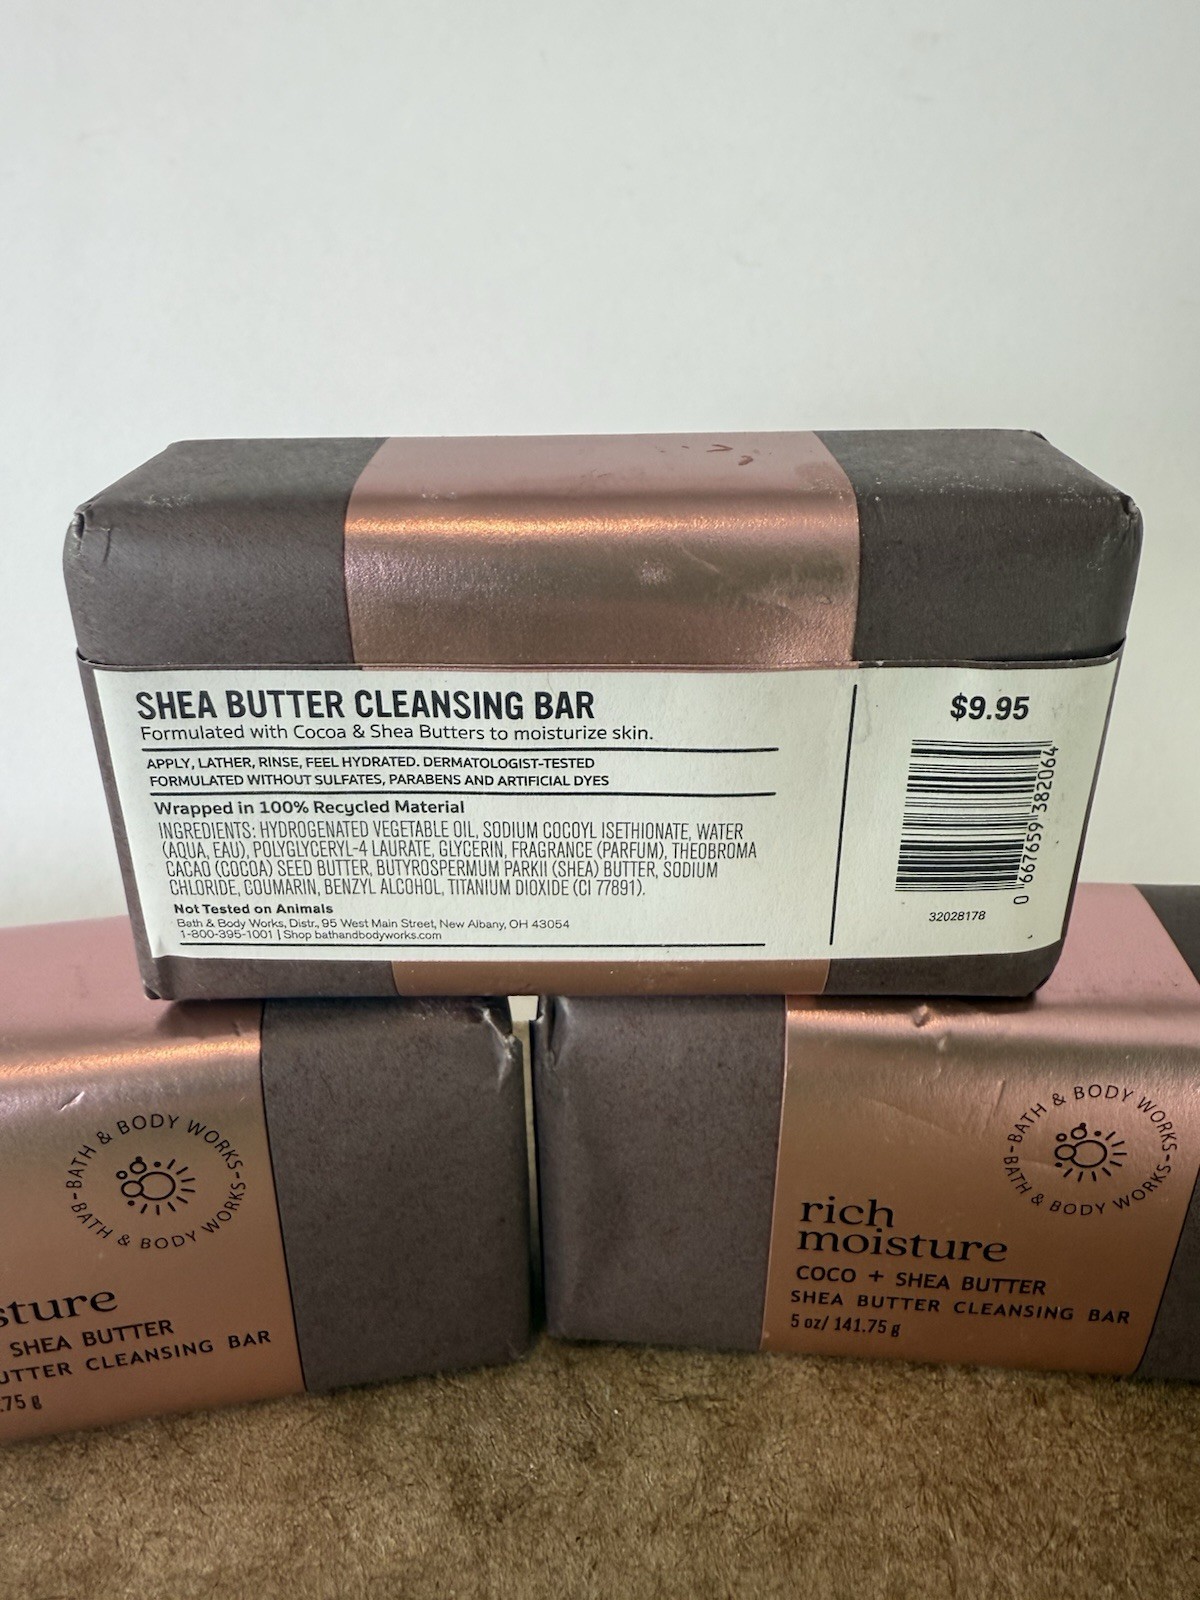 SHEA BUTTER CLEANSING BAR
Formulated with Cocoa & Shea Butters to moisturize skin.
APPLY, LATHER, RINSE, FEEL HYDRATED. DERMATOLOGIST-TESTED
FORMULATED WITHOUT SULFATES, PARABENS AND ARTIFICIAL DYES
Wrapped in 100% Recycled Material
INGREDIENTS: HYDROGENATED VEGETABLE OIL, SODIUM COCOYL ISETHIONATE, WATER
(AQUA, EAU), POLYGLYCERYL-4 LAURATE, GLYCERIN, FRAGRANCE (PARFUM), THEOBROMA
CACAO (COCOA) SEED BUTTER, BUTYROSPERMUM PARKII (SHEA) BUTTER, SODIUM
CHLORIDE, COUMARIN, BENZYL ALCOHOL, TITANIUM DIOXIDE (CI 77891).
Not Tested on Animals
Bath & Body Works, Distr., 95 West Main Street, New Albany, OH 43054
1-800-395-1001 | Shop bathandbodyworks.com
$9.95
0 667659 382064
32028178
BATH & BODY WORKS-BATH & BODY WORKS-
sture
SHEA BUTTER
UTTER CLEANSING BAR
.75 g
BATH & BODY WORKS-BATH & BODY WORKS-
rich
moisture
COCO + SHEA BUTTER
SHEA BUTTER CLEANSING BAR
5 oz/ 141.75 g